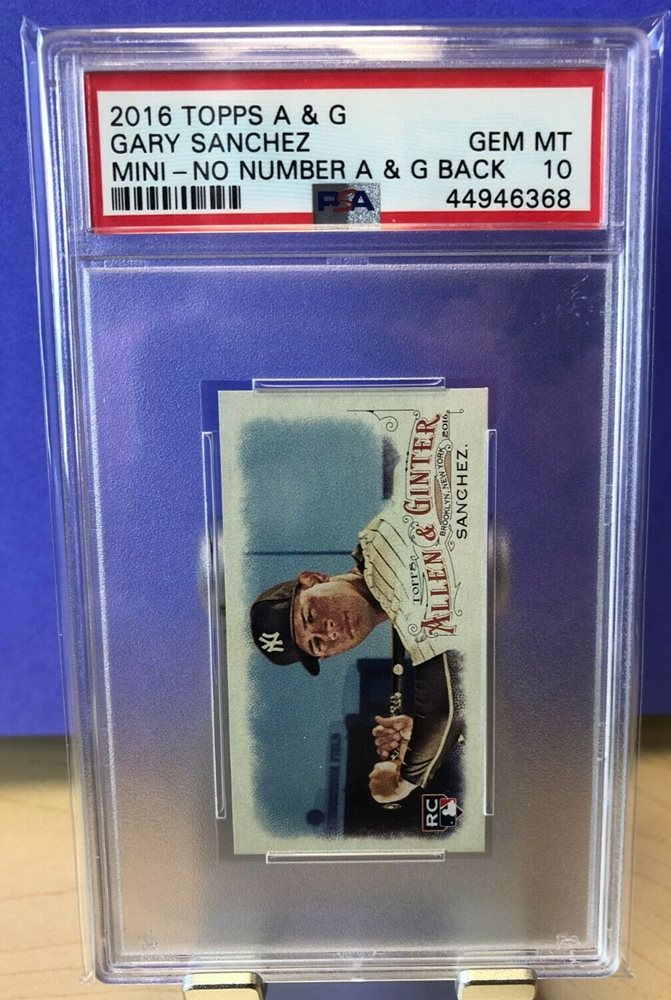 2016 TOPPS A & G
GARY SANCHEZ GEM MT
MINI – NO NUMBER A & G BACK 10
PSA 44946368
NY
TOPPS
ALLEN & GINTER
BROOKLYN, NEW YORK 2016
SANCHEZ.
RC